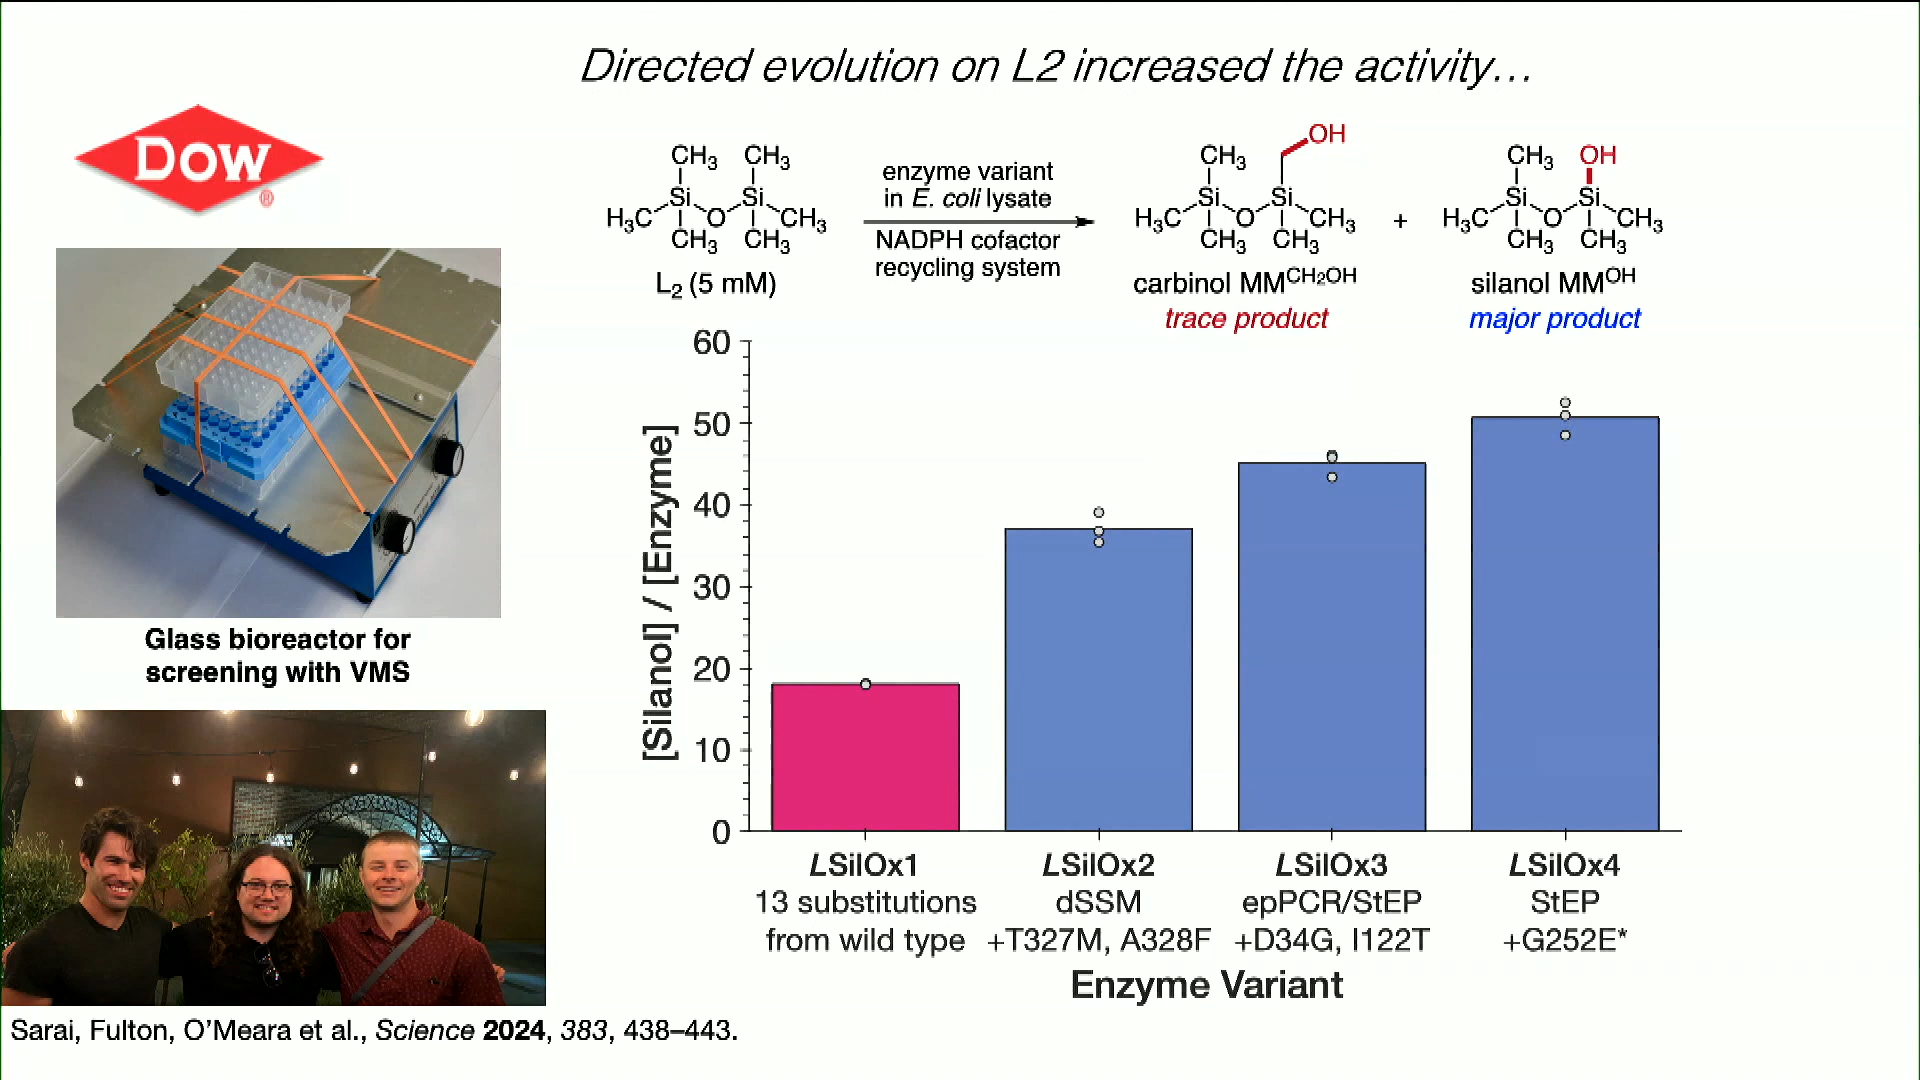 Directed evolution on L2 increased the activity...
DOW
®
CH₃ CH₃
Si Si
H₃C O CH₃
CH₃ CH₃
L₂ (5 mM)
enzyme variant
in E. coli lysate
NADPH cofactor
recycling system
OH
CH₃
Si Si
H₃C O CH₃
CH₃ CH₃
carbinol MM^CH₂OH
trace product
+
CH₃ OH
Si Si
H₃C O CH₃
CH₃ CH₃
silanol MM^OH
major product
Glass bioreactor for
screening with VMS
[Silanol] / [Enzyme]
60
50
40
30
20
10
0
LSilOx1
13 substitutions
from wild type
LSilOx2
dSSM
+T327M, A328F
LSilOx3
epPCR/StEP
+D34G, I122T
LSilOx4
StEP
+G252E*
Enzyme Variant
Sarai, Fulton, O'Meara et al., Science 2024, 383, 438–443.